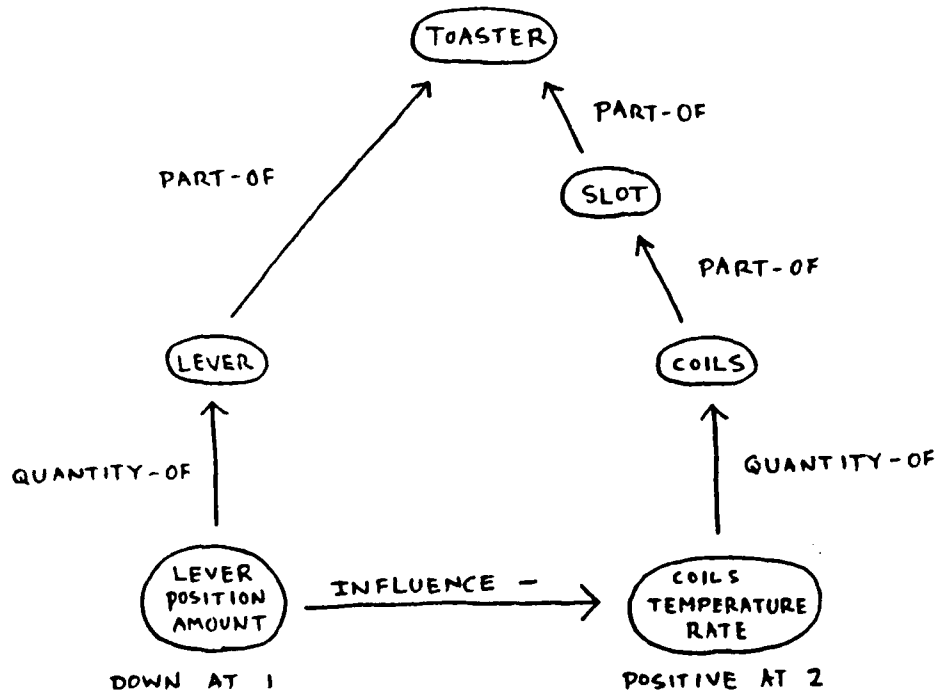 TOASTER
PART-OF
PART-OF
SLOT
PART-OF
LEVER
COILS
QUANTITY-OF
QUANTITY-OF
LEVER
POSITION
AMOUNT
INFLUENCE -
COILS
TEMPERATURE
RATE
DOWN AT 1
POSITIVE AT 2